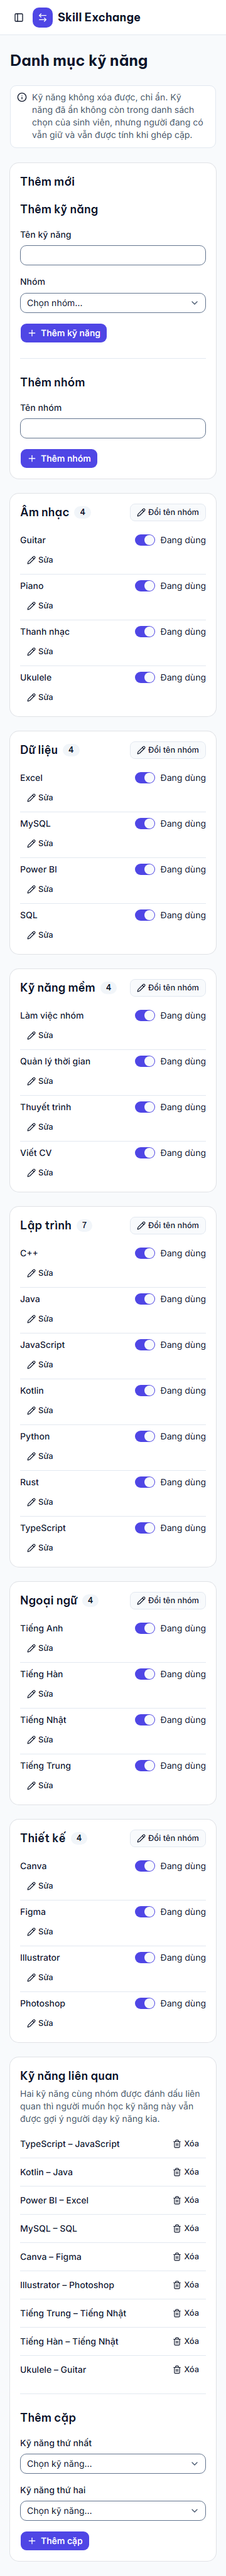 Skill Exchange
Danh mục kỹ năng
Kỹ năng không xóa được, chỉ ẩn. Kỹ
năng đã ẩn không còn trong danh sách
chọn của sinh viên, nhưng người đang có
vẫn giữ và vẫn được tính khi ghép cặp.
Thêm mới
Thêm kỹ năng
Tên kỹ năng
Nhóm
Chọn nhóm...
Thêm kỹ năng
Thêm nhóm
Tên nhóm
Thêm nhóm
Âm nhạc 4 Đổi tên nhóm
Guitar Đang dùng
Sửa
Piano Đang dùng
Sửa
Thanh nhạc Đang dùng
Sửa
Ukulele Đang dùng
Sửa
Dữ liệu 4 Đổi tên nhóm
Excel Đang dùng
Sửa
MySQL Đang dùng
Sửa
Power BI Đang dùng
Sửa
SQL Đang dùng
Sửa
Kỹ năng mềm 4 Đổi tên nhóm
Làm việc nhóm Đang dùng
Sửa
Quản lý thời gian Đang dùng
Sửa
Thuyết trình Đang dùng
Sửa
Viết CV Đang dùng
Sửa
Lập trình 7 Đổi tên nhóm
C++ Đang dùng
Sửa
Java Đang dùng
Sửa
JavaScript Đang dùng
Sửa
Kotlin Đang dùng
Sửa
Python Đang dùng
Sửa
Rust Đang dùng
Sửa
TypeScript Đang dùng
Sửa
Ngoại ngữ 4 Đổi tên nhóm
Tiếng Anh Đang dùng
Sửa
Tiếng Hàn Đang dùng
Sửa
Tiếng Nhật Đang dùng
Sửa
Tiếng Trung Đang dùng
Sửa
Thiết kế 4 Đổi tên nhóm
Canva Đang dùng
Sửa
Figma Đang dùng
Sửa
Illustrator Đang dùng
Sửa
Photoshop Đang dùng
Sửa
Kỹ năng liên quan
Hai kỹ năng cùng nhóm được đánh dấu liên
quan thì người muốn học kỹ năng này vẫn
được gợi ý người dạy kỹ năng kia.
TypeScript – JavaScript Xóa
Kotlin – Java Xóa
Power BI – Excel Xóa
MySQL – SQL Xóa
Canva – Figma Xóa
Illustrator – Photoshop Xóa
Tiếng Trung – Tiếng Nhật Xóa
Tiếng Hàn – Tiếng Nhật Xóa
Ukulele – Guitar Xóa
Thêm cặp
Kỹ năng thứ nhất
Chọn kỹ năng...
Kỹ năng thứ hai
Chọn kỹ năng...
Thêm cặp